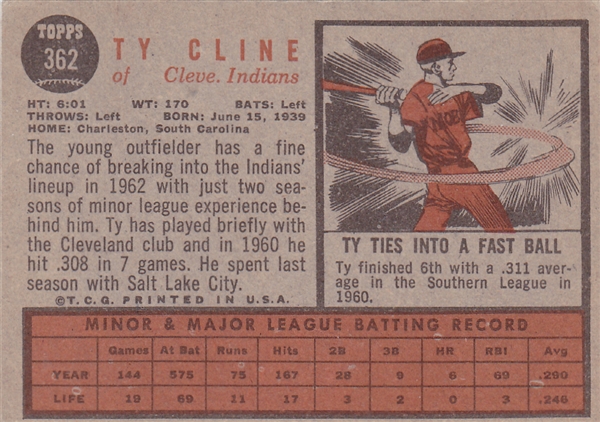 TOPPS
362
TY CLINE
of Cleve. Indians
HT: 6:01 WT: 170 BATS: Left
THROWS: Left BORN: June 15, 1939
HOME: Charleston, South Carolina
The young outfielder has a fine
chance of breaking into the Indians'
lineup in 1962 with just two sea-
sons of minor league experience be-
hind him. Ty has played briefly with
the Cleveland club and in 1960 he
hit .308 in 7 games. He spent last
season with Salt Lake City.
©T.C.G. PRINTED IN U.S.A.
TY TIES INTO A FAST BALL
Ty finished 6th with a .311 aver-
age in the Southern League in
1960.
MINOR & MAJOR LEAGUE BATTING RECORD
Games At Bat Runs Hits 2B 3B HR RBI Avg
YEAR 144 575 75 167 28 9 6 69 .290
LIFE 19 69 11 17 3 2 0 3 .246